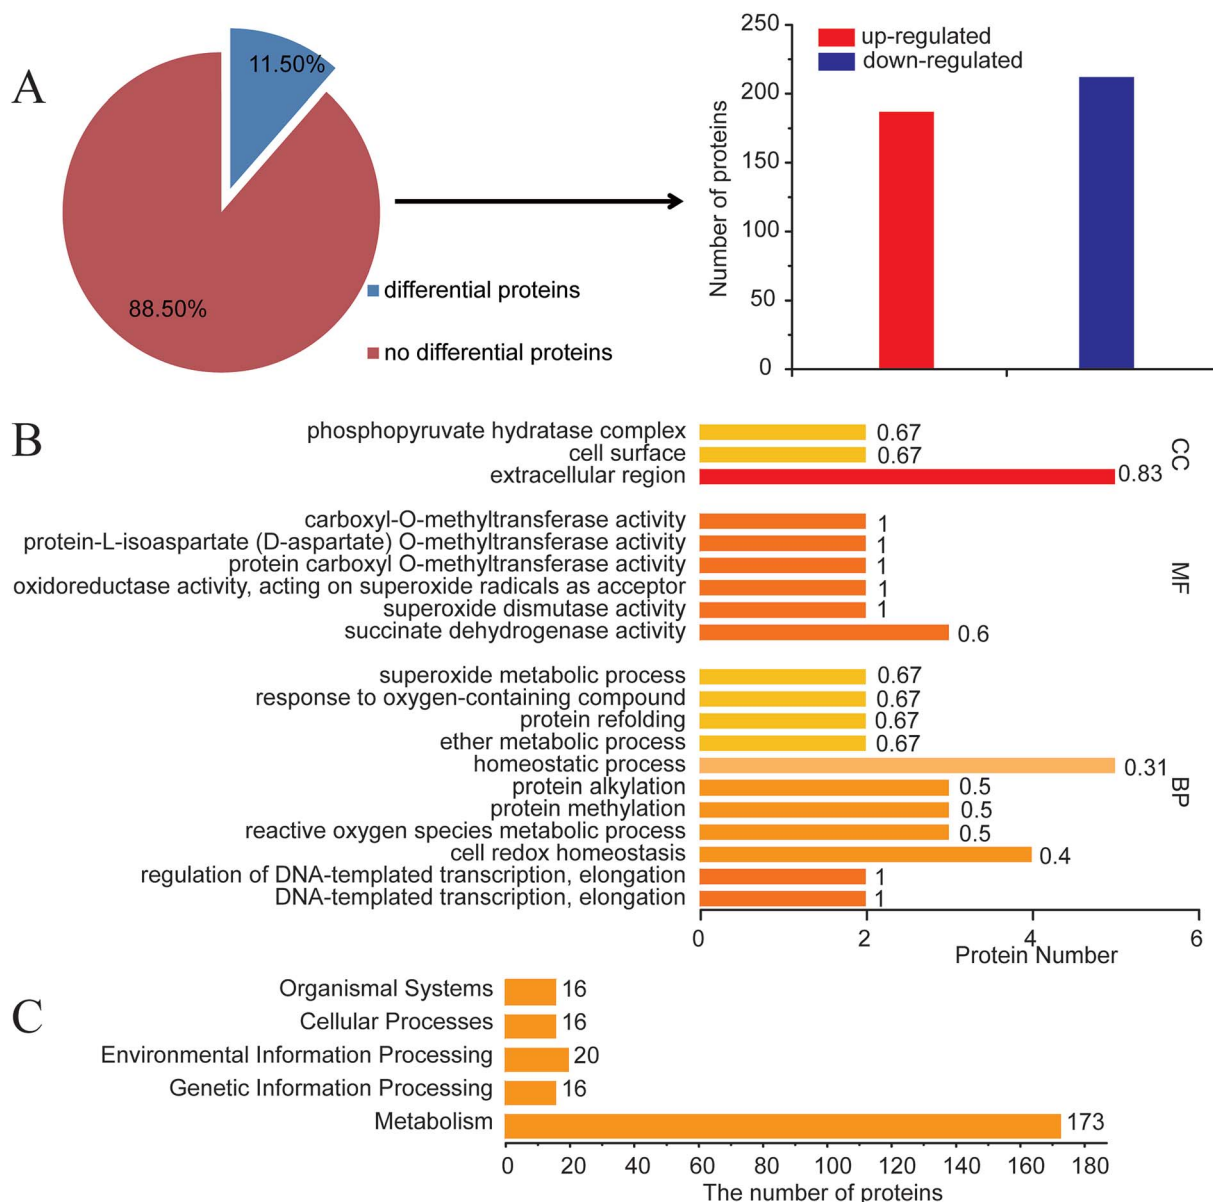 A
11.50%
88.50%
differential proteins
no differential proteins
250
200
150
100
50
0
Number of proteins
up-regulated
down-regulated
B
phosphopyruvate hydratase complex 0.67
cell surface 0.67
extracellular region 0.83
CC
carboxyl-O-methyltransferase activity 1
protein-L-isoaspartate (D-aspartate) O-methyltransferase activity 1
protein carboxyl O-methyltransferase activity 1
oxidoreductase activity, acting on superoxide radicals as acceptor 1
superoxide dismutase activity 1
succinate dehydrogenase activity 0.6
MF
superoxide metabolic process 0.67
response to oxygen-containing compound 0.67
protein refolding 0.67
ether metabolic process 0.67
homeostatic process 0.31
protein alkylation 0.5
protein methylation 0.5
reactive oxygen species metabolic process 0.5
cell redox homeostasis 0.4
regulation of DNA-templated transcription, elongation 1
DNA-templated transcription, elongation 1
BP
0 2 4 6
Protein Number
C
Organismal Systems 16
Cellular Processes 16
Environmental Information Processing 20
Genetic Information Processing 16
Metabolism 173
0 20 40 60 80 100 120 140 160 180
The number of proteins